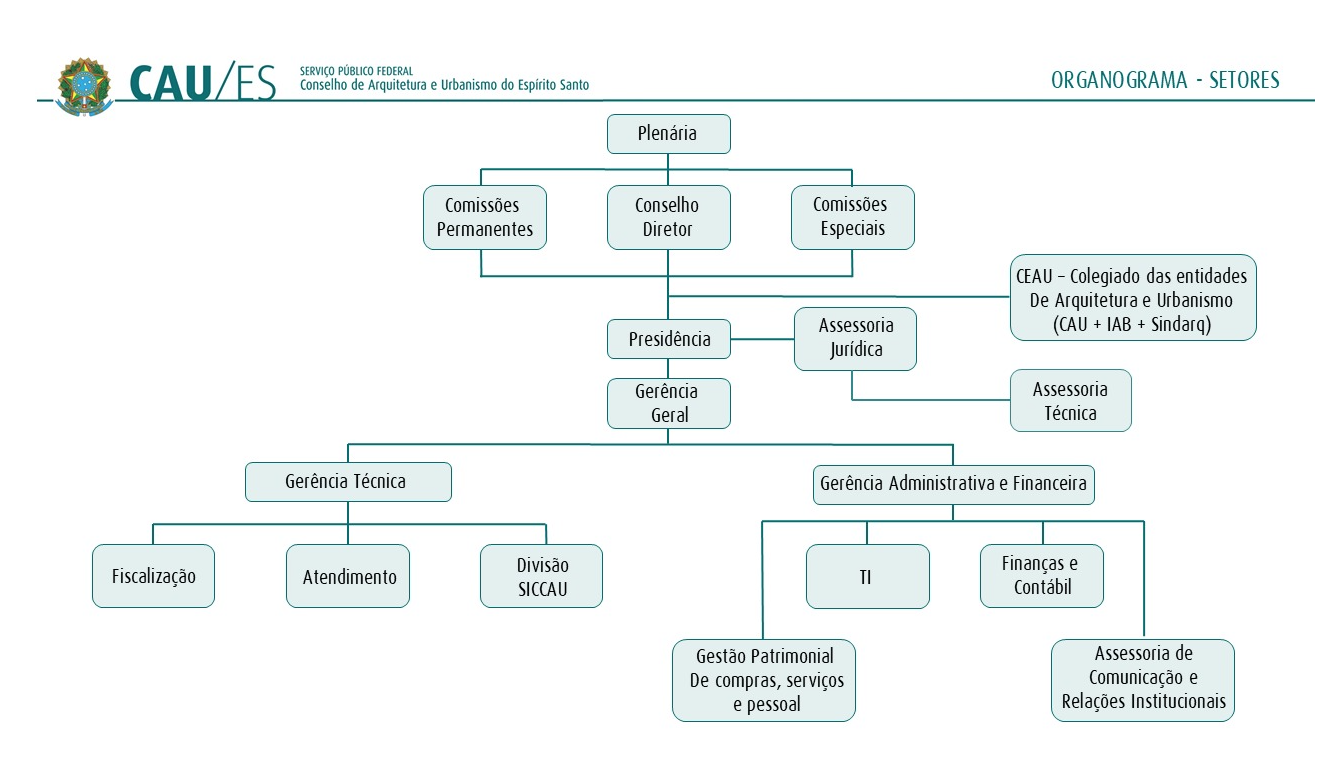 CAU/ES
SERVIÇO PÚBLICO FEDERAL
Conselho de Arquitetura e Urbanismo do Espírito Santo
ORGANOGRAMA - SETORES
Plenária
Comissões
Permanentes
Conselho
Diretor
Comissões
Especiais
CEAU – Colegiado das entidades
De Arquitetura e Urbanismo
(CAU + IAB + Sindarq)
Presidência
Assessoria
Jurídica
Assessoria
Técnica
Gerência
Geral
Gerência Técnica
Gerência Administrativa e Financeira
Fiscalização
Atendimento
Divisão
SICCAU
TI
Finanças e
Contábil
Gestão Patrimonial
De compras, serviços
e pessoal
Assessoria de
Comunicação e
Relações Institucionais